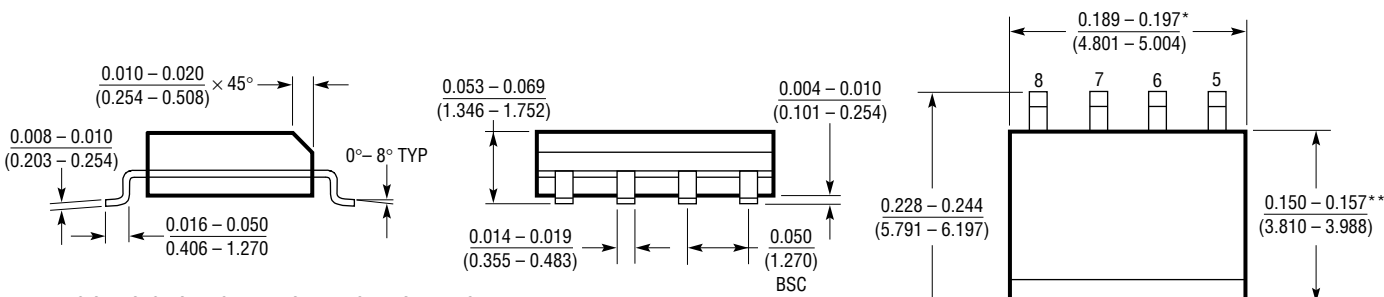 0.010 – 0.020
(0.254 – 0.508)
× 45°
0.008 – 0.010
(0.203 – 0.254)
0°– 8° TYP
0.016 – 0.050
0.406 – 1.270
0.053 – 0.069
(1.346 – 1.752)
0.004 – 0.010
(0.101 – 0.254)
0.014 – 0.019
(0.355 – 0.483)
0.050
(1.270)
BSC
0.189 – 0.197*
(4.801 – 5.004)
8 7 6 5
0.228 – 0.244
(5.791 – 6.197)
0.150 – 0.157**
(3.810 – 3.988)